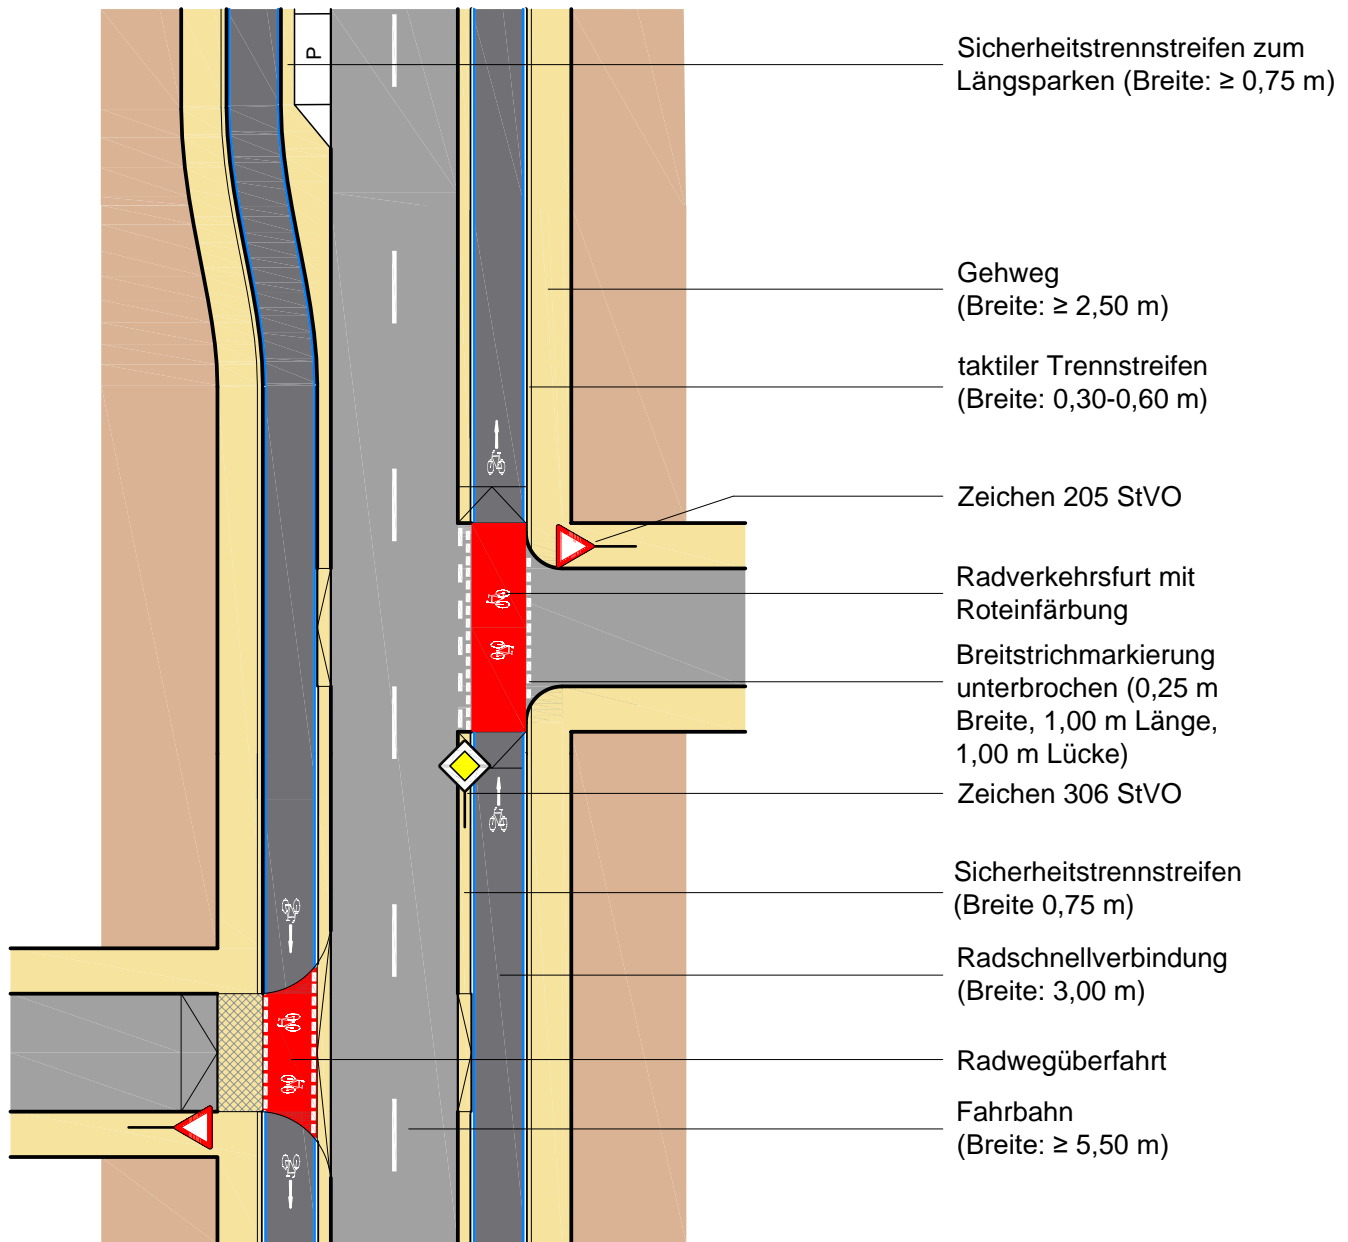 P
Sicherheitstrennstreifen zum
Längsparken (Breite: ≥ 0,75 m)
Gehweg
(Breite: ≥ 2,50 m)
taktiler Trennstreifen
(Breite: 0,30-0,60 m)
Zeichen 205 StVO
Radverkehrsfurt mit
Roteinfärbung
Breitstrichmarkierung
unterbrochen (0,25 m
Breite, 1,00 m Länge,
1,00 m Lücke)
Zeichen 306 StVO
Sicherheitstrennstreifen
(Breite 0,75 m)
Radschnellverbindung
(Breite: 3,00 m)
Radwegüberfahrt
Fahrbahn
(Breite: ≥ 5,50 m)